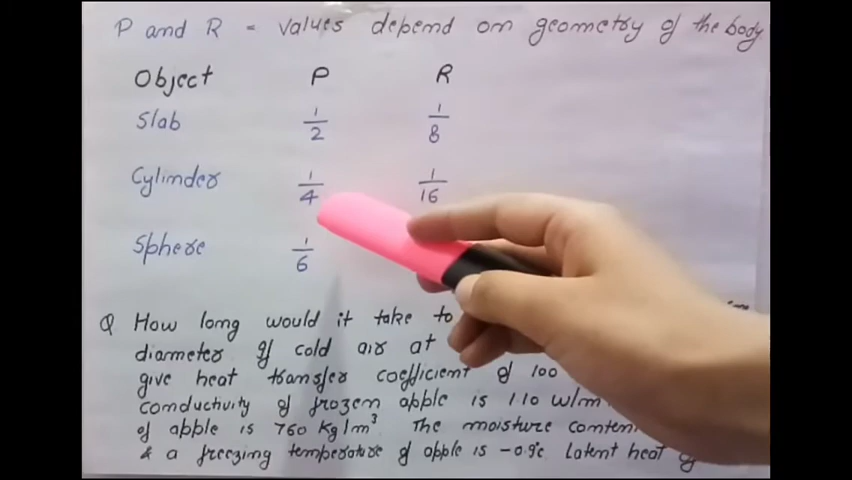 P and R = values depend on geometry of the body
Object P R
Slab 1/2 1/8
Cylinder 1/4 1/16
Sphere 1/6
Q How long would it take to
diameter of cold air at
give heat transfer coefficient of 100
conductivity of frozen apple is 1.10 w/m
of apple is 760 Kg/m³ The moisture conten
& a freezing temperature of apple is -0.9°c Latent heat of